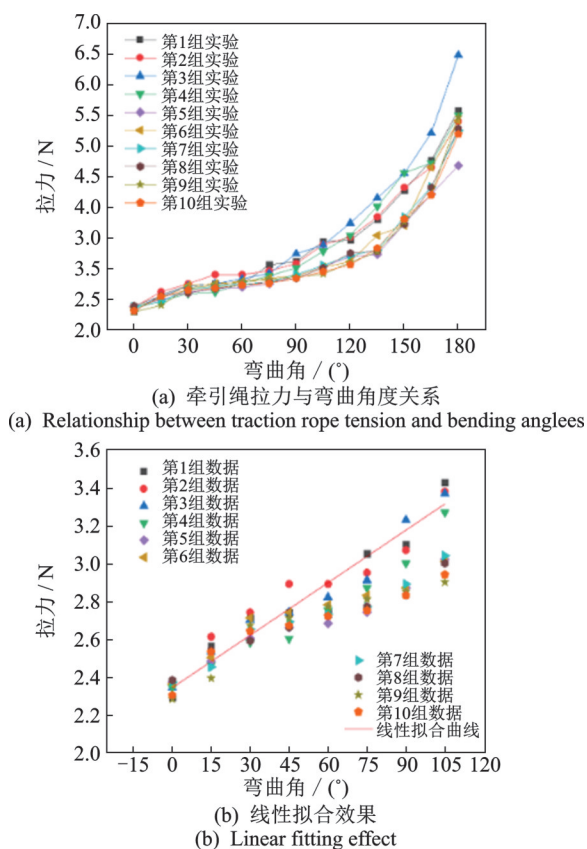 7.0
6.5
6.0
5.5
4.5
5.0
4.0
3.0
3.5
2.5
2.0
拉力 / N
第1组实验
第2组实验
第3组实验
第4组实验
第5组实验
第6组实验
第7组实验
第8组实验
第9组实验
第10组实验
0 30 60 90 120 150 180
弯曲角 / (°)
(a) 牵引绳拉力与弯曲角度关系
(a) Relationship between traction rope tension and bending anglees
3.6
3.4
3.0
3.2
2.8
2.6
2.4
2.2
2.0
拉力 / N
第1组数据
第2组数据
第3组数据
第4组数据
第5组数据
第6组数据
第7组数据
第8组数据
第9组数据
第10组数据
线性拟合曲线
−15 0 15 30 45 60 75 90 105 120
弯曲角 / (°)
(b) 线性拟合效果
(b) Linear fitting effect